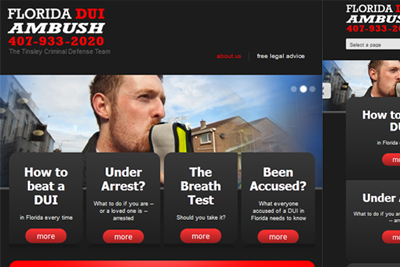 FLORIDA DUI
AMBUSH
407-933-2020
The Tinsley Criminal Defense Team
about us
free legal advice
How to
beat a
DUI
in Florida every time
more
Under
Arrest?
What to do if you are –
or a loved one is –
arrested
more
The
Breath
Test
Should you take it?
more
Been
Accused?
What everyone
accused of a DUI in
Florida needs to know
more
FLORIDA
AMBUS
407-933-
Select a page
How to
DUI
in Florida
mo
Under A
What to do if you are
arre